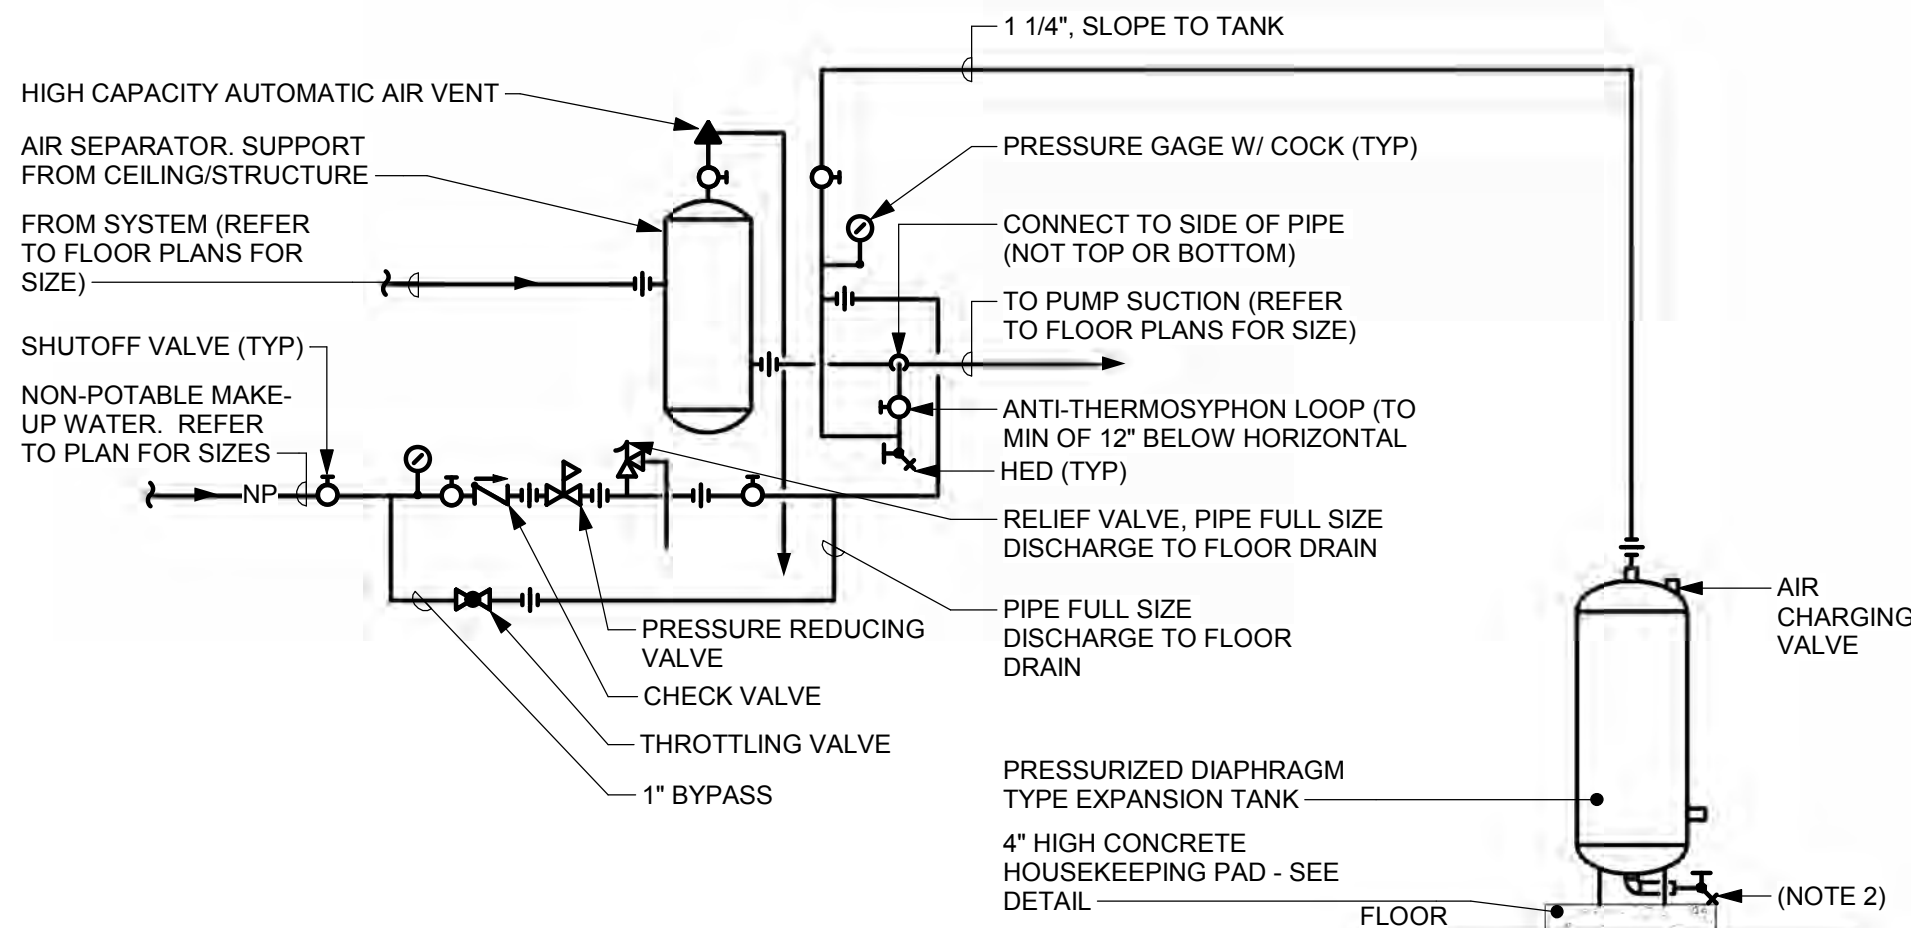 1 1/4", SLOPE TO TANK
HIGH CAPACITY AUTOMATIC AIR VENT
AIR SEPARATOR. SUPPORT
FROM CEILING/STRUCTURE
FROM SYSTEM (REFER
TO FLOOR PLANS FOR
SIZE)
SHUTOFF VALVE (TYP)
NON-POTABLE MAKE-
UP WATER. REFER
TO PLAN FOR SIZES
NP
PRESSURE GAGE W/ COCK (TYP)
CONNECT TO SIDE OF PIPE
(NOT TOP OR BOTTOM)
TO PUMP SUCTION (REFER
TO FLOOR PLANS FOR SIZE)
ANTI-THERMOSYPHON LOOP (TO
MIN OF 12" BELOW HORIZONTAL
HED (TYP)
RELIEF VALVE, PIPE FULL SIZE
DISCHARGE TO FLOOR DRAIN
PIPE FULL SIZE
DISCHARGE TO FLOOR
DRAIN
PRESSURE REDUCING
VALVE
CHECK VALVE
THROTTLING VALVE
1" BYPASS
AIR
CHARGING
VALVE
PRESSURIZED DIAPHRAGM
TYPE EXPANSION TANK
4" HIGH CONCRETE
HOUSEKEEPING PAD - SEE
DETAIL
FLOOR
(NOTE 2)